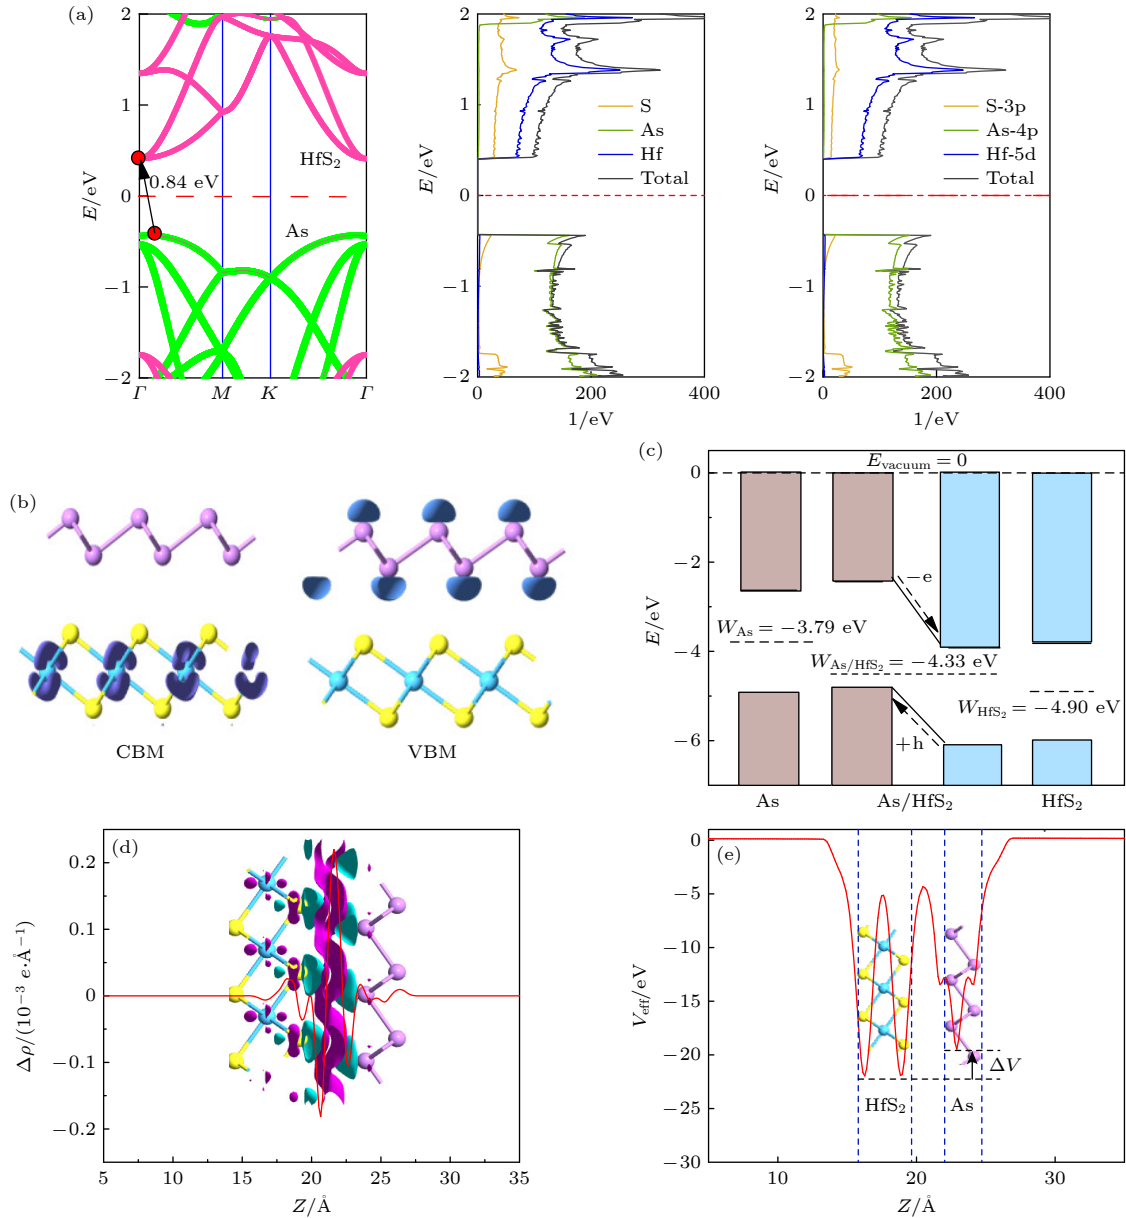 (a)
E/eV
2
1
0
−1
−2
HfS₂
0.84 eV
As
Γ M K Γ
E/eV
2
1
0
−1
−2
S
As
Hf
Total
0 200 400
1/eV
E/eV
2
1
0
−1
−2
S-3p
As-4p
Hf-5d
Total
0 200 400
1/eV
(b)
CBM VBM
(c)
E/eV
0
−2
−4
−6
E_vacuum = 0
−e
W_As = −3.79 eV
W_As/HfS₂ = −4.33 eV
W_HfS₂ = −4.90 eV
+h
As As/HfS₂ HfS₂
(d)
Δρ/(10⁻³ e·Å⁻¹)
0.2
0.1
0
−0.1
−0.2
5 10 15 20 25 30 35
Z/Å
(e)
V_eff/eV
0
−5
−10
−15
−20
−25
−30
ΔV
HfS₂ As
10 20 30
Z/Å